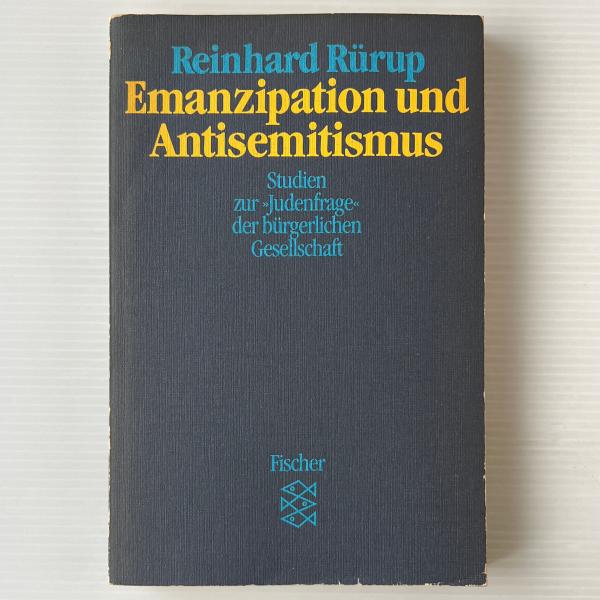 Reinhard Rürup
Emanzipation und
Antisemitismus
Studien
zur »Judenfrage«
der bürgerlichen
Gesellschaft
Fischer